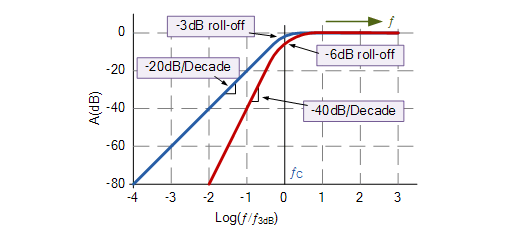 -3dB roll-off
f
0
-6dB roll-off
-20dB/Decade
-20
-40
-40dB/Decade
A(dB)
-60
fC
-80
-4 -3 -2 -1 0 1 2 3
Log(f/f3dB)